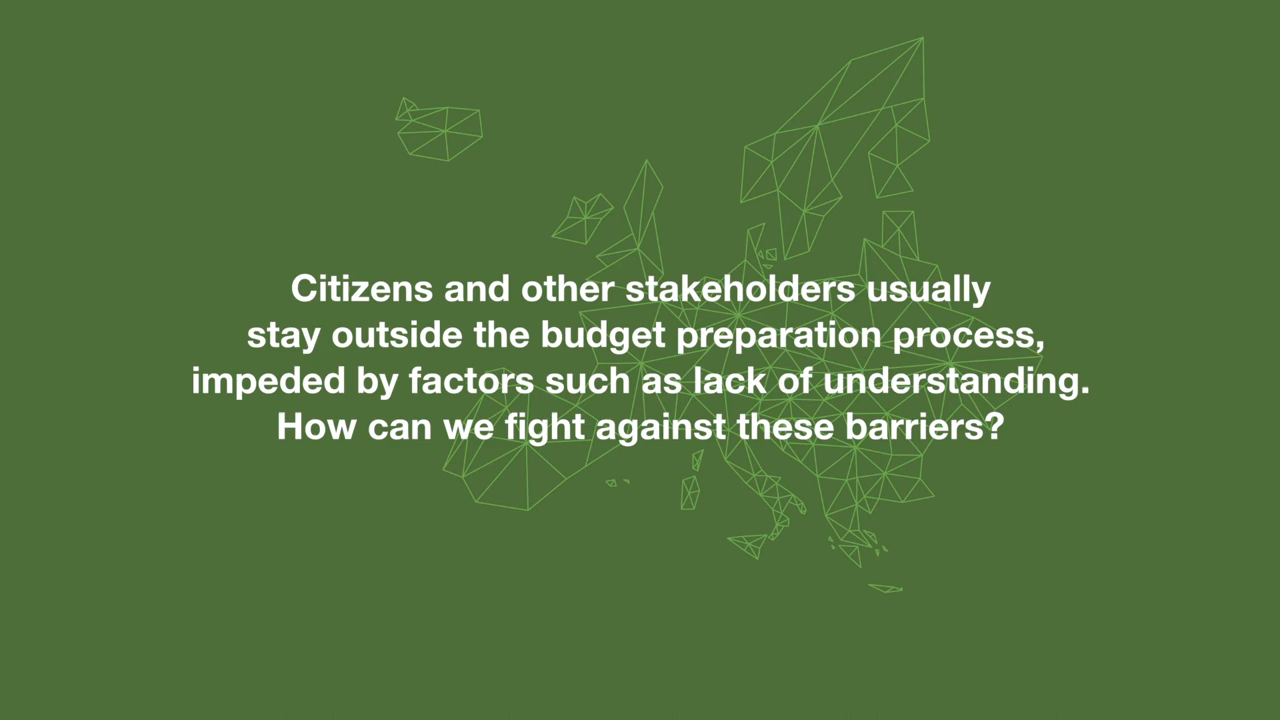 Citizens and other stakeholders usually
stay outside the budget preparation process,
impeded by factors such as lack of understanding.
How can we fight against these barriers?